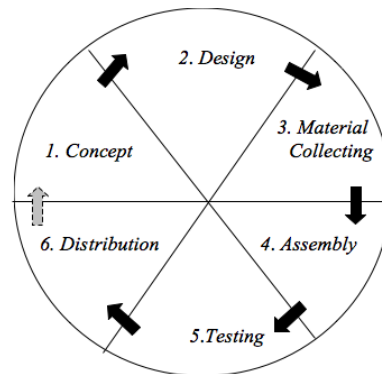 1. Concept
2. Design
3. Material
Collecting
4. Assembly
5.Testing
6. Distribution